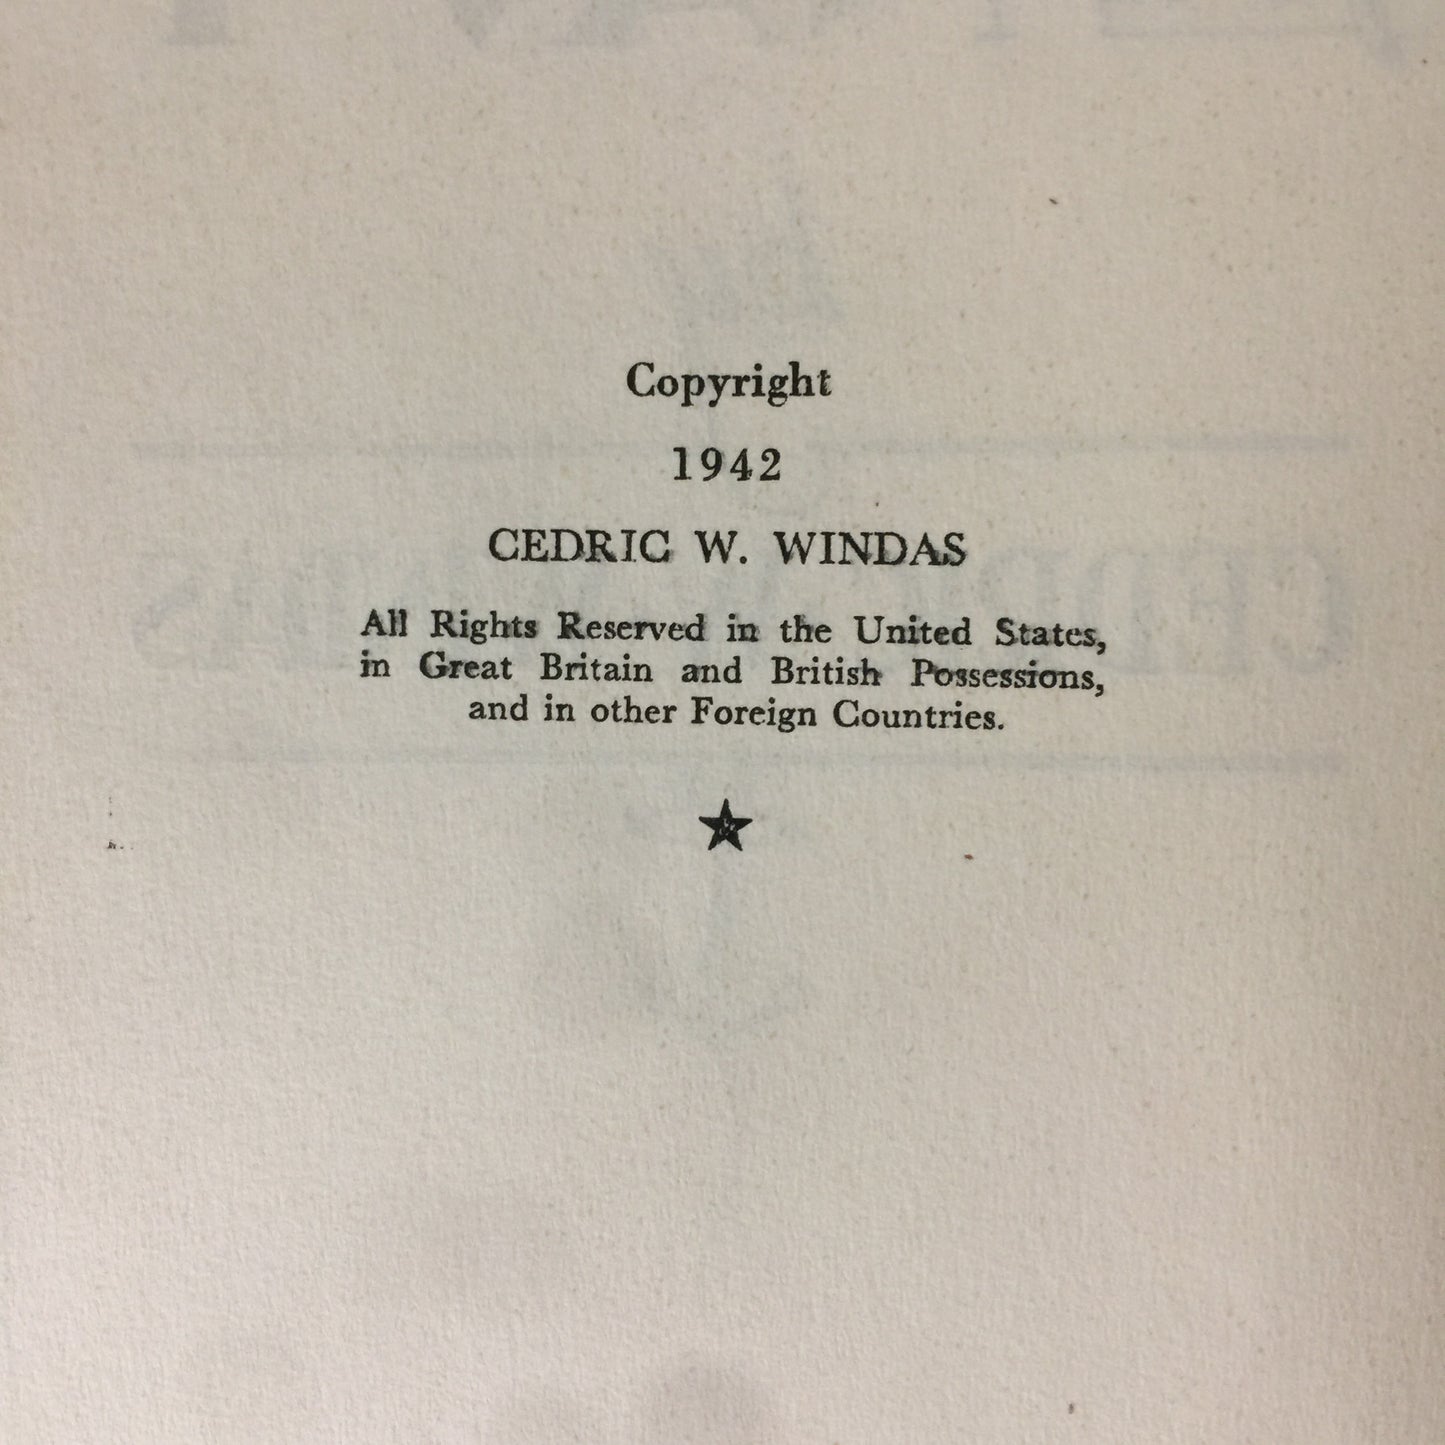 Copyright
1942
CEDRIC W. WINDAS
All Rights Reserved in the United States,
in Great Britain and British Possessions,
and in other Foreign Countries.